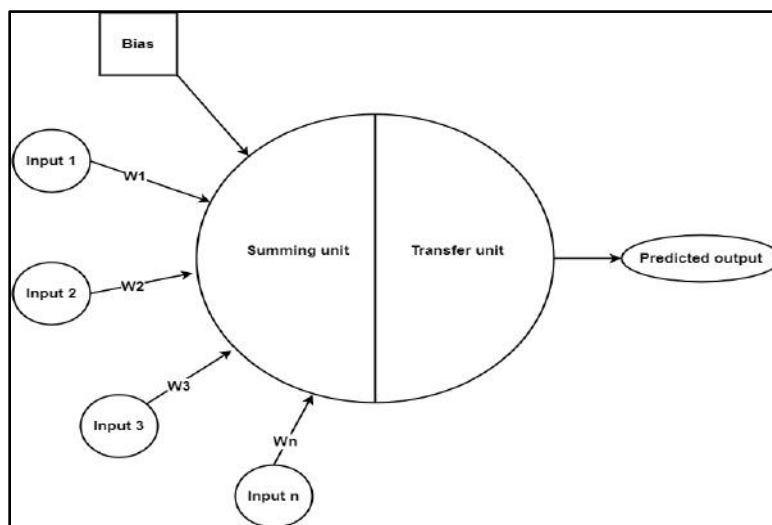 Bias
Input 1
W1
Summing unit
Transfer unit
Predicted output
Input 2
W2
W3
Input 3
Wn
Input n